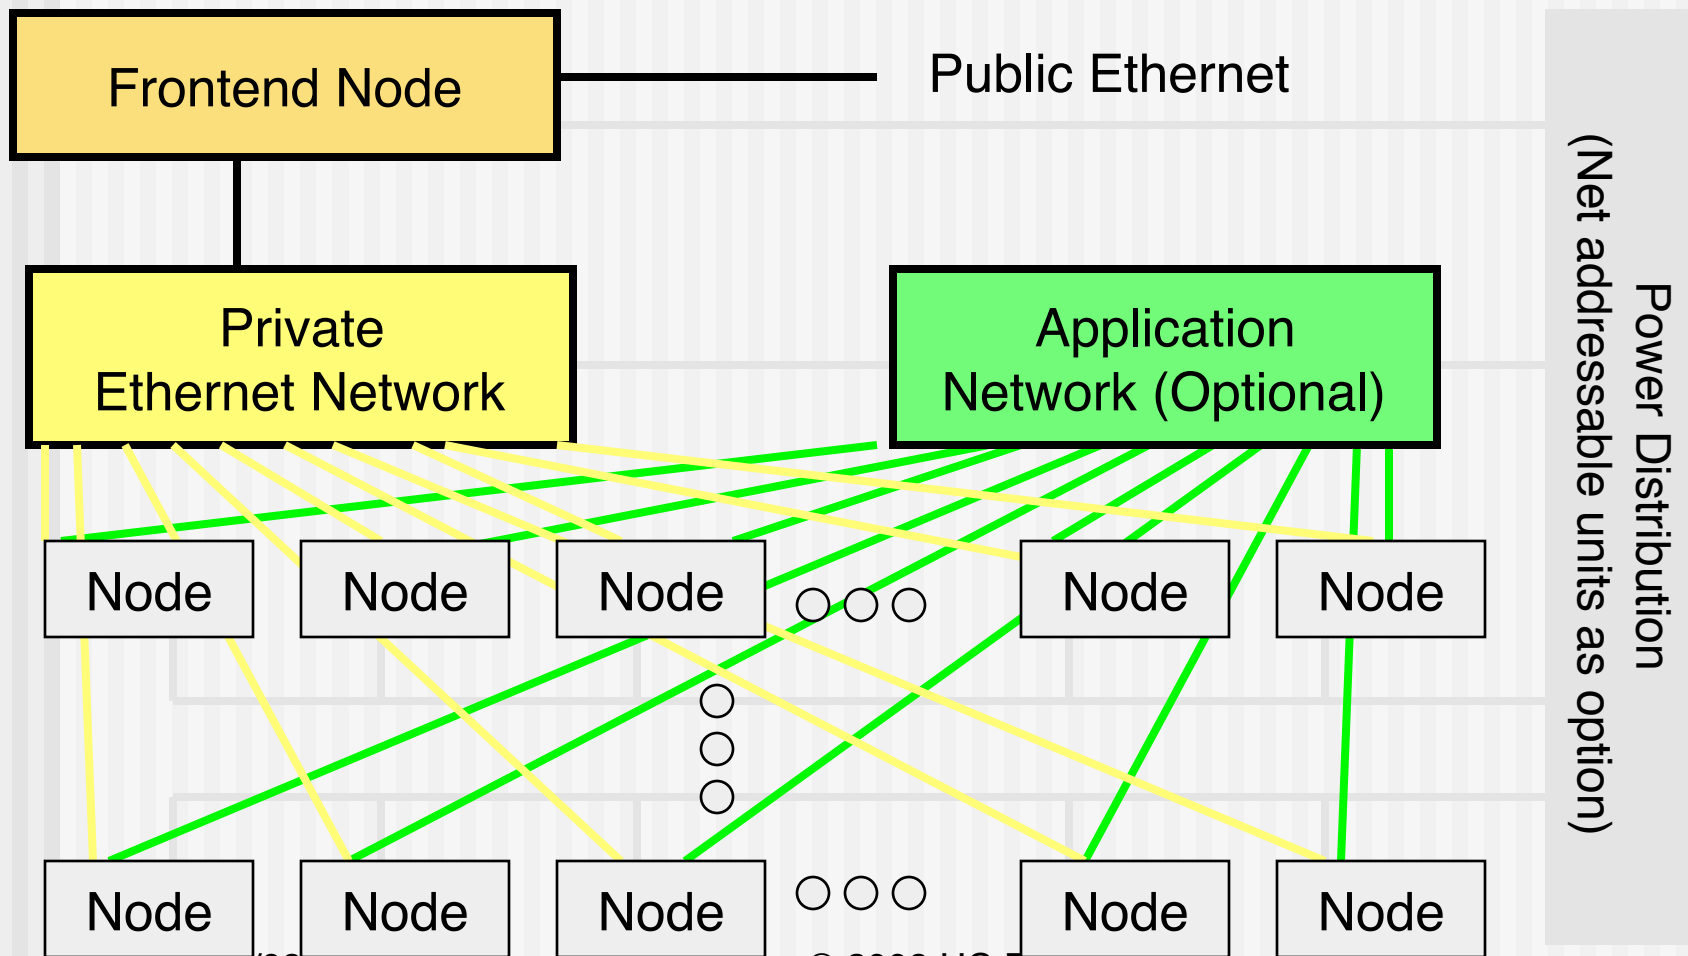 Frontend Node
Public Ethernet
Private
Ethernet Network
Application
Network (Optional)
Node
Node
Node
Node
Node
Node
Node
Node
Node
Node
Power Distribution
(Net addressable units as option)